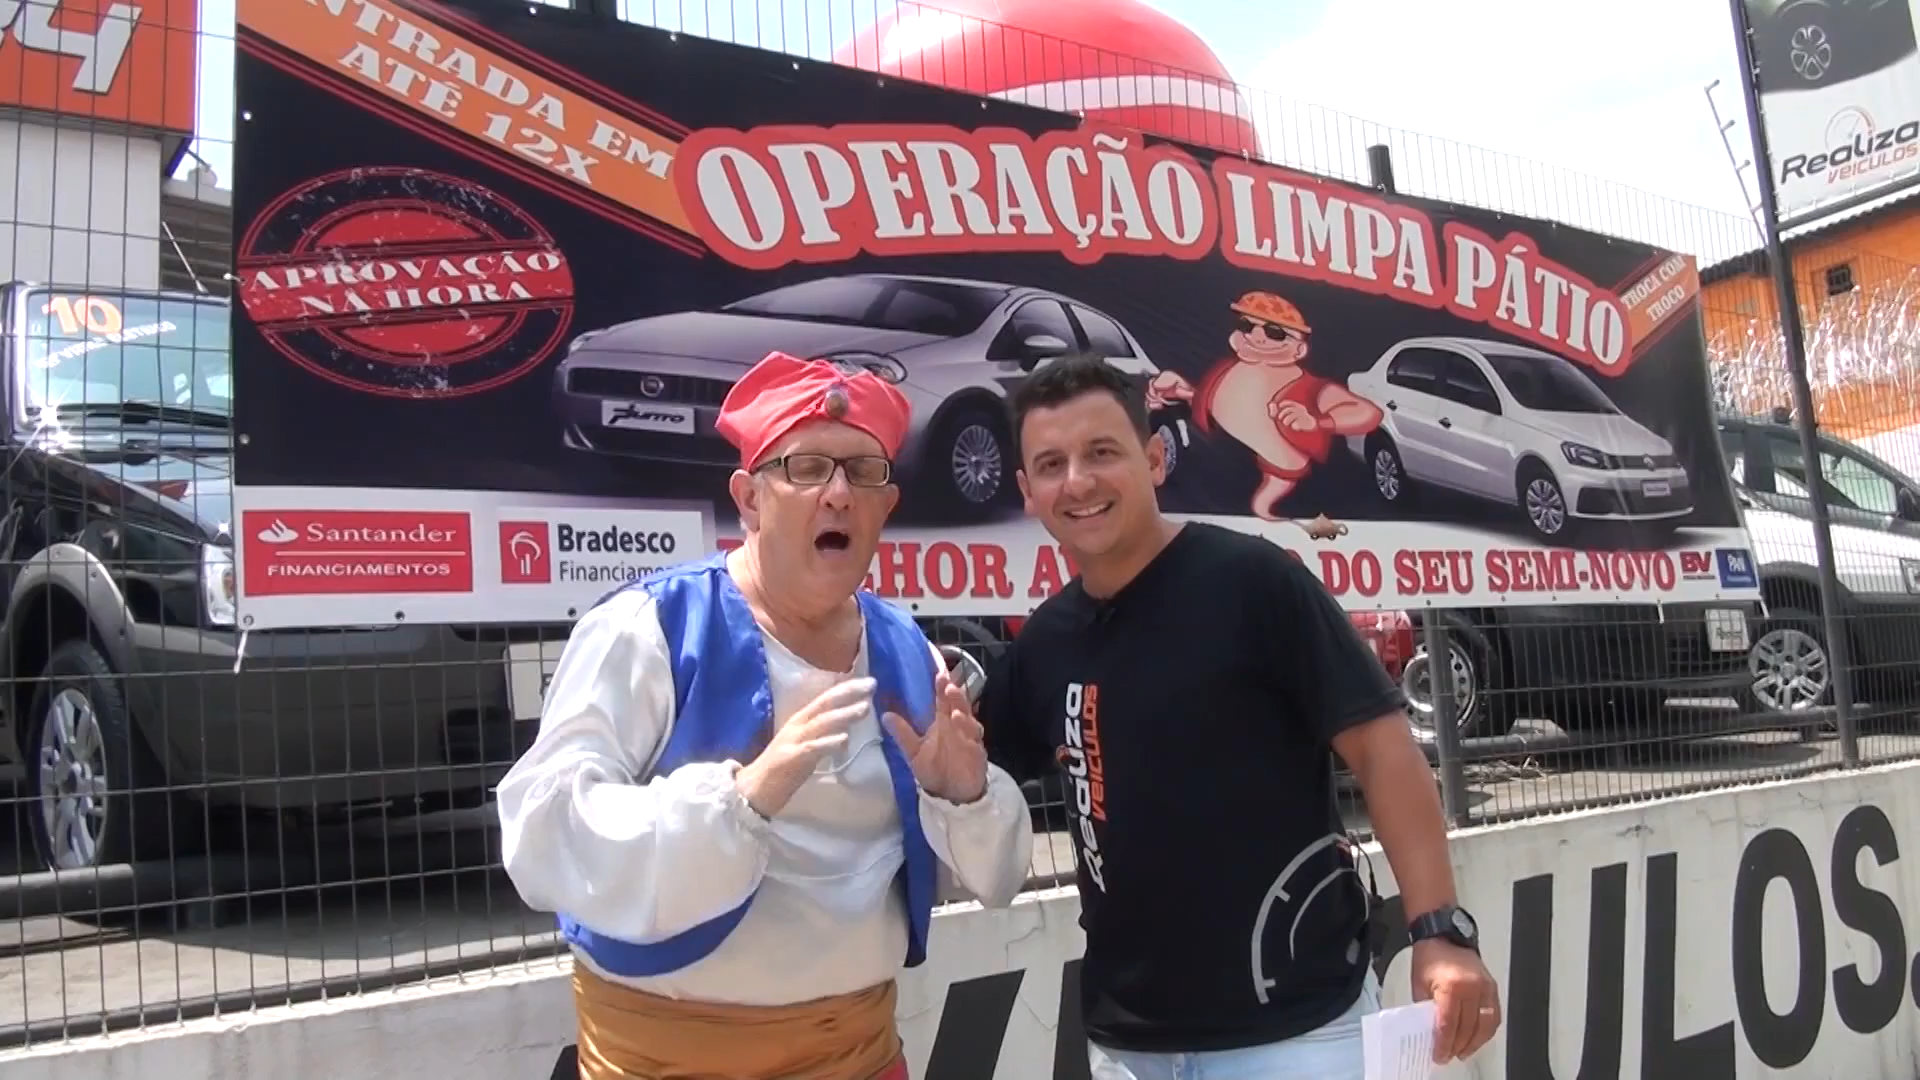 ENTRADA EM
ATÉ 12X
OPERAÇÃO LIMPA PÁTIO
TROCA COM
TROCO
APROVAÇÃO
NA HORA
PUNTO
10
Santander
FINANCIAMENTOS
Bradesco
DO SEU SEMI-NOVO
BV
PAN
Realiza
VEÍCULOS
Realiza
VEÍCULOS